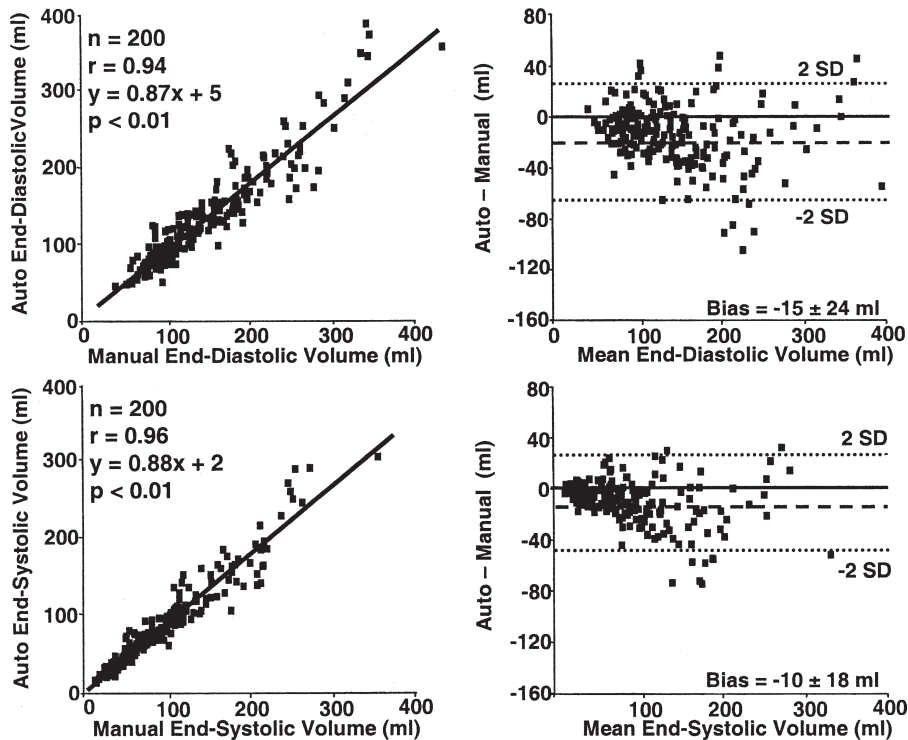 400
300
200
100
0
Auto End-DiastolicVolume (ml)
n = 200
r = 0.94
y = 0.87x + 5
p < 0.01
0 100 200 300 400
Manual End-Diastolic Volume (ml)
80
40
0
-40
-80
-120
-160
Auto – Manual (ml)
2 SD
-2 SD
Bias = -15 ± 24 ml
0 100 200 300 400
Mean End-Diastolic Volume (ml)
400
300
200
100
0
Auto End-Systolic Volume (ml)
n = 200
r = 0.96
y = 0.88x + 2
p < 0.01
0 100 200 300 400
Manual End-Systolic Volume (ml)
80
40
0
-40
-80
-120
-160
Auto – Manual (ml)
2 SD
-2 SD
Bias = -10 ± 18 ml
100 200 300 400
Mean End-Systolic Volume (ml)